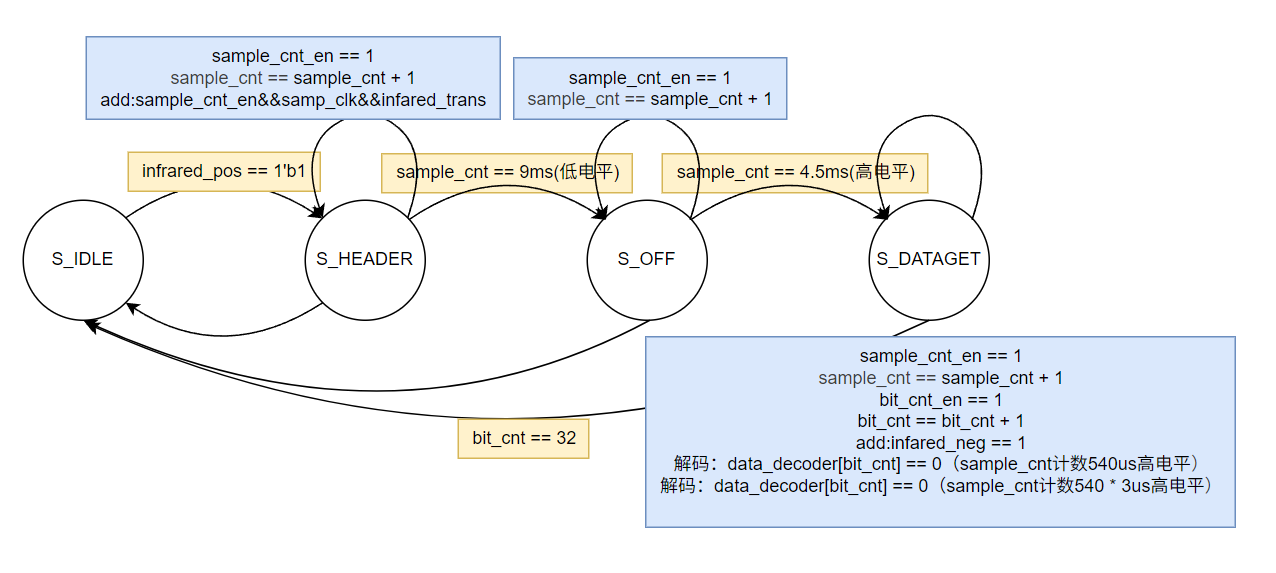 sample_cnt_en == 1
sample_cnt == sample_cnt + 1
add:sample_cnt_en&&samp_clk&&infared_trans
sample_cnt_en == 1
sample_cnt == sample_cnt + 1
infrared_pos == 1'b1
sample_cnt == 9ms(低电平)
sample_cnt == 4.5ms(高电平)
S_IDLE
S_HEADER
S_OFF
S_DATAGET
sample_cnt_en == 1
sample_cnt == sample_cnt + 1
bit_cnt_en == 1
bit_cnt == bit_cnt + 1
add:infared_neg == 1
解码：data_decoder[bit_cnt] == 0（sample_cnt计数540us高电平）
解码：data_decoder[bit_cnt] == 0（sample_cnt计数540 * 3us高电平）
bit_cnt == 32